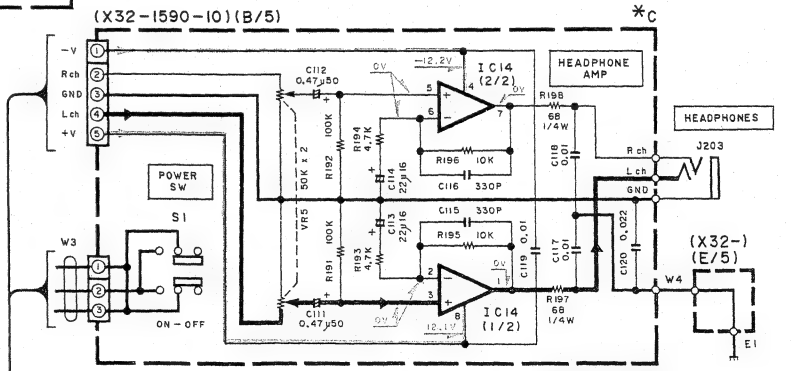 (X32-1590-10)(B/5)
*C
-V
1
Rch
2
GND
3
Lch
4
+V
5
C112
0.47μ50
0V
-12.2V
IC14
(2/2)
HEADPHONE
AMP
5
6
4
7
0V
R198
68
1/4W
HEADPHONES
J203
Rch
Lch
GND
100K
R192
R194
4.7K
C114
22μ16
R196
10K
C116
330P
C118
0.01
POWER
SW
50K x 2
VR5
S1
W3
1
2
3
ON-OFF
C115
330P
R195
10K
C113
22μ16
100K
R191
R193
4.7K
C119
0.01
C117
0.01
C120
0.022
(X32-)
(E/5)
W4
E1
2
3
8
1
0V
0V
-12.1V
IC14
(1/2)
R197
68
1/4W
C111
0.47μ50